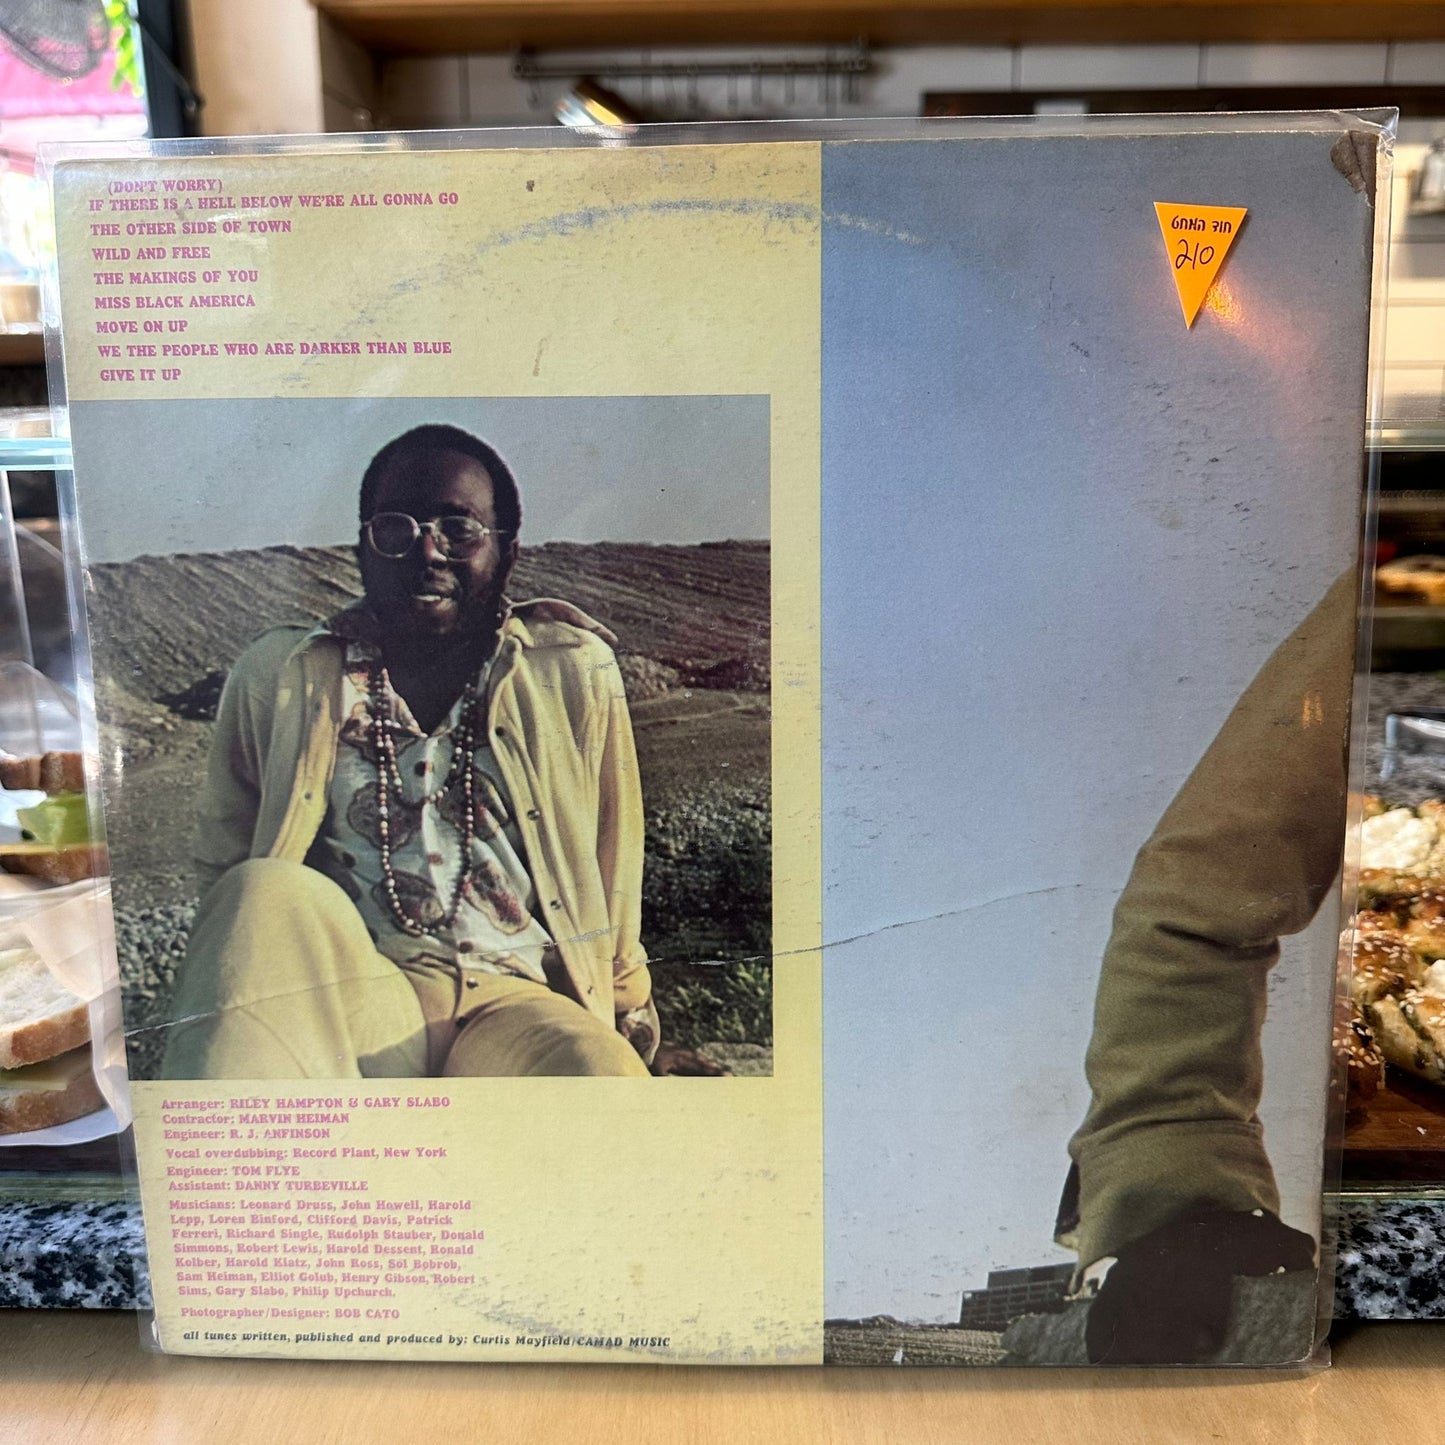 (DON'T WORRY)
IF THERE IS A HELL BELOW WE'RE ALL GONNA GO
THE OTHER SIDE OF TOWN
WILD AND FREE
THE MAKINGS OF YOU
MISS BLACK AMERICA
MOVE ON UP
WE THE PEOPLE WHO ARE DARKER THAN BLUE
GIVE IT UP
חוד המחט
210
Arranger: RILEY HAMPTON & GARY SLABO
Contractor: MARVIN HEIMAN
Engineer: R. J. ANFINSON
Vocal overdubbing: Record Plant, New York
Engineer: TOM FLYE
Assistant: DANNY TURBEVILLE
Musicians: Leonard Druss, John Howell, Harold
Lepp, Loren Binford, Clifford Davis, Patrick
Ferreri, Richard Single, Rudolph Stauber, Donald
Simmons, Robert Lewis, Harold Dessent, Ronald
Kolber, Harold Klatz, John Ross, Sol Bobrob,
Sam Heiman, Elliot Golub, Henry Gibson, Robert
Sims, Gary Slabo, Philip Upchurch.
Photographer/Designer: BOB CATO
all tunes written, published and produced by: Curtis Mayfield/CAMAD MUSIC